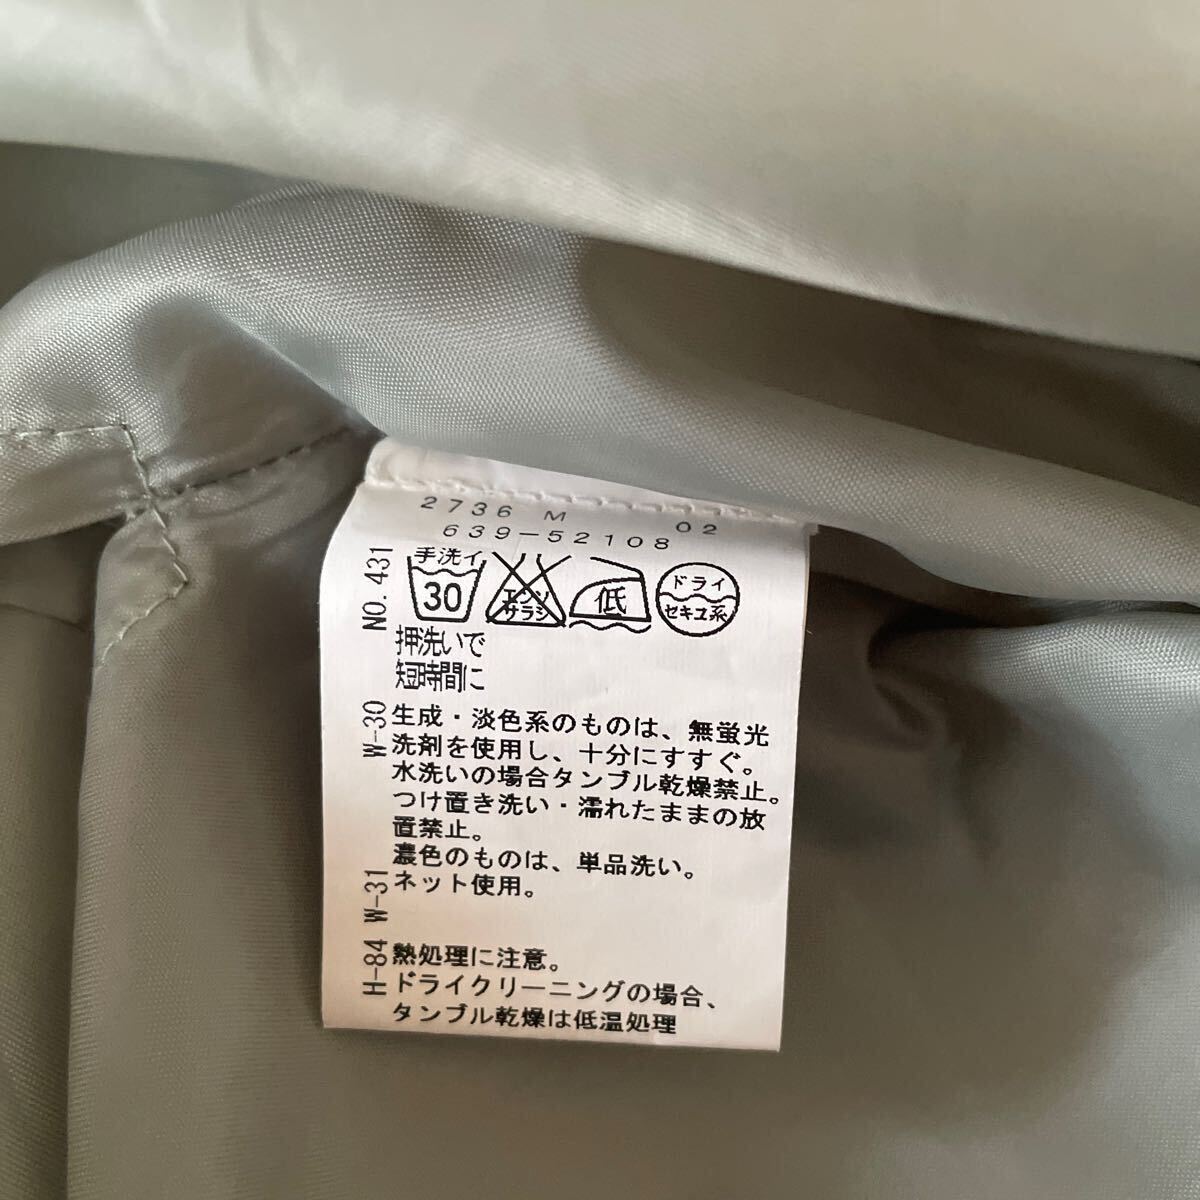 2736 M 02
639-52108
手洗イ
30
エンソ
サラシ
低
ドライ
セキユ系
押洗いで
短時間に
NO.431
W-30
生成・淡色系のものは、無蛍光
洗剤を使用し、十分にすすぐ。
水洗いの場合タンブル乾燥禁止。
つけ置き洗い・濡れたままの放
置禁止。
濃色のものは、単品洗い。
W-31
ネット使用。
H-84
熱処理に注意。
ドライクリーニングの場合、
タンブル乾燥は低温処理